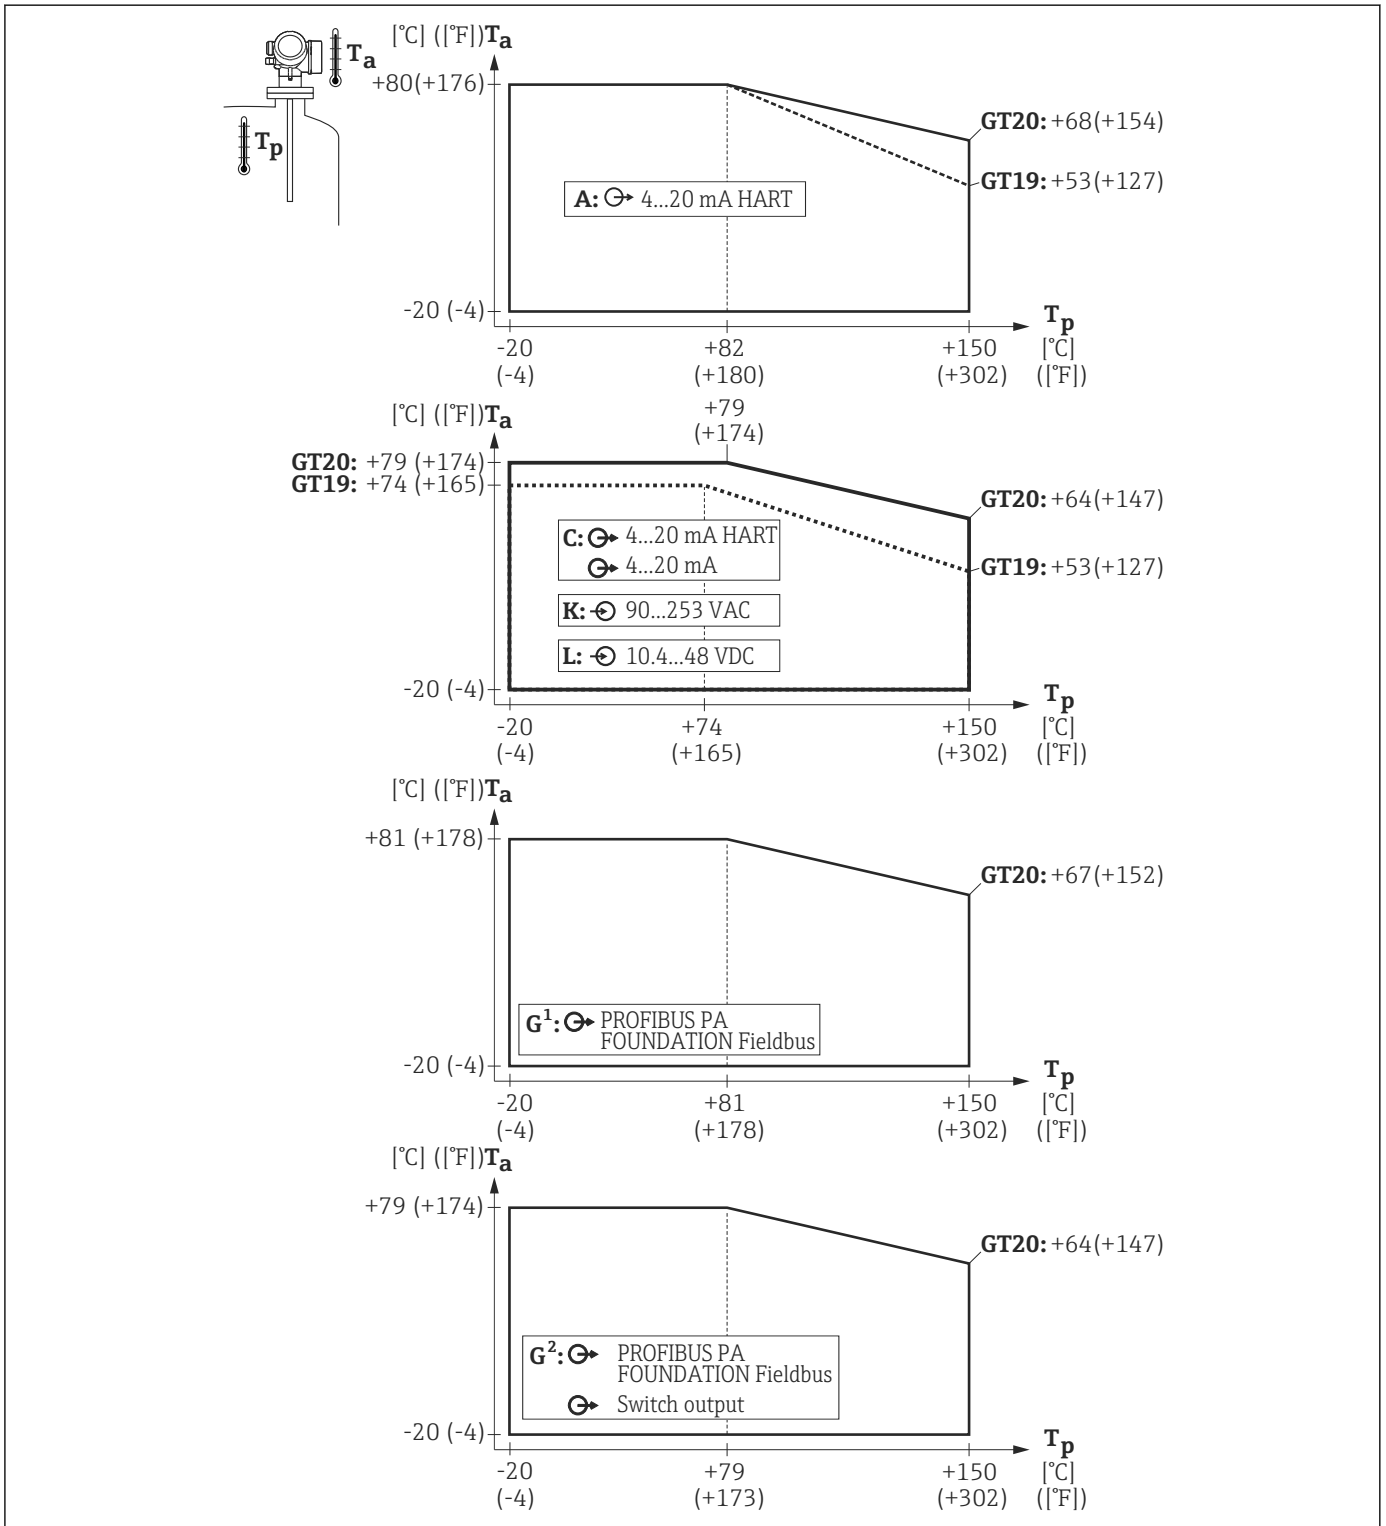 [°C] ([°F])Ta
Ta
Tp
+80(+176)
GT20: +68(+154)
GT19: +53(+127)
A: 4...20 mA HART
-20 (-4)
Tp
-20 +82 +150 [°C]
(-4) (+180) (+302) ([°F])
+79
(+174)
[°C] ([°F])Ta
GT20: +79 (+174)
GT19: +74 (+165)
GT20: +64(+147)
C: 4...20 mA HART
4...20 mA
GT19: +53(+127)
K: 90...253 VAC
L: 10.4...48 VDC
-20 (-4)
Tp
-20 +74 +150 [°C]
(-4) (+165) (+302) ([°F])
[°C] ([°F])Ta
+81 (+178)
GT20: +67(+152)
G1: PROFIBUS PA
FOUNDATION Fieldbus
-20 (-4)
Tp
-20 +81 +150 [°C]
(-4) (+178) (+302) ([°F])
[°C] ([°F])Ta
+79 (+174)
GT20: +64(+147)
G2: PROFIBUS PA
FOUNDATION Fieldbus
Switch output
-20 (-4)
Tp
-20 +79 +150 [°C]
(-4) (+173) (+302) ([°F])